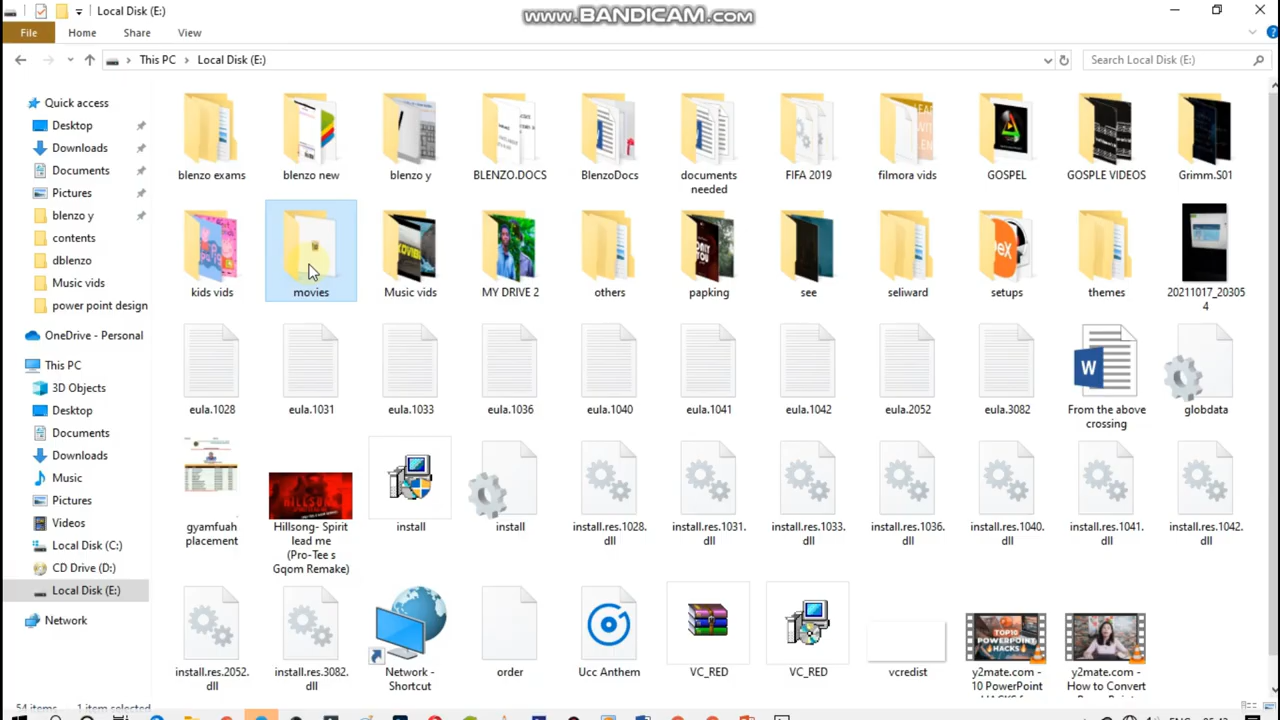 Local Disk (E:)
www.BANDICAM.com
File
Home
Share
View
This PC
Local Disk (E:)
Search Local Disk (E:)
Quick access
Desktop
Downloads
Documents
Pictures
blenzo y
contents
dblenzo
Music vids
power point design
OneDrive - Personal
This PC
3D Objects
Desktop
Documents
Downloads
Music
Pictures
Videos
Local Disk (C:)
CD Drive (D:)
Local Disk (E:)
Network
blenzo exams
blenzo new
blenzo y
BLENZO.DOCS
BlenzoDocs
documents
needed
FIFA 2019
filmora vids
GOSPEL
GOSPLE VIDEOS
Grimm.S01
kids vids
movies
Music vids
MY DRIVE 2
others
papking
see
seliward
setups
themes
20211017_20305
4
eula.1028
eula.1031
eula.1033
eula.1036
eula.1040
eula.1041
eula.1042
eula.2052
eula.3082
From the above
crossing
globdata
gyamfuah
placement
HILLSONG
Hillsong- Spirit
lead me
(Pro-Tee s
Gqom Remake)
install
install
install.res.1028.
dll
install.res.1031.
dll
install.res.1033.
dll
install.res.1036.
dll
install.res.1040.
dll
install.res.1041.
dll
install.res.1042.
dll
install.res.2052.
dll
install.res.3082.
dll
Network -
Shortcut
order
Ucc Anthem
VC_RED
VC_RED
vcredist
TOP10
POWERPOINT
HACKS
y2mate.com -
10 PowerPoint
y2mate.com -
How to Convert
54 items
1 item selected